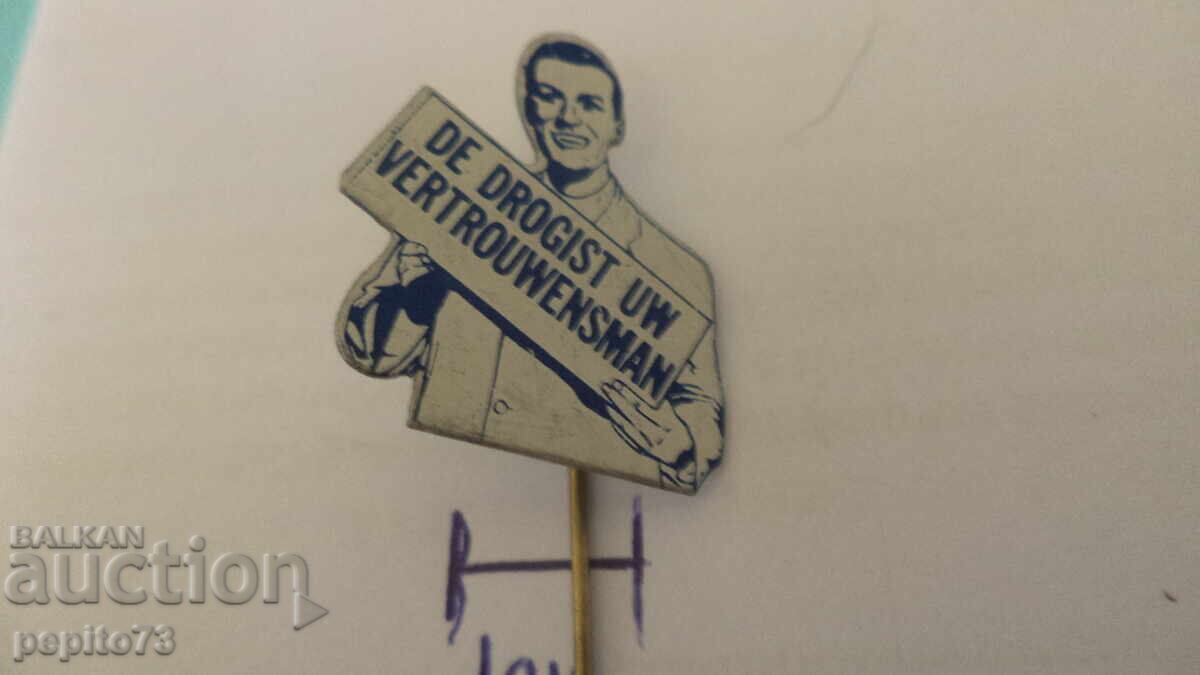 DE DROGIST UW
VERTROUWENSMAN
BALKAN
auction
pepito73